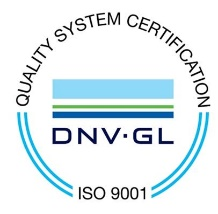 QUALITY SYSTEM CERTIFICATION
DNV·GL
ISO 9001